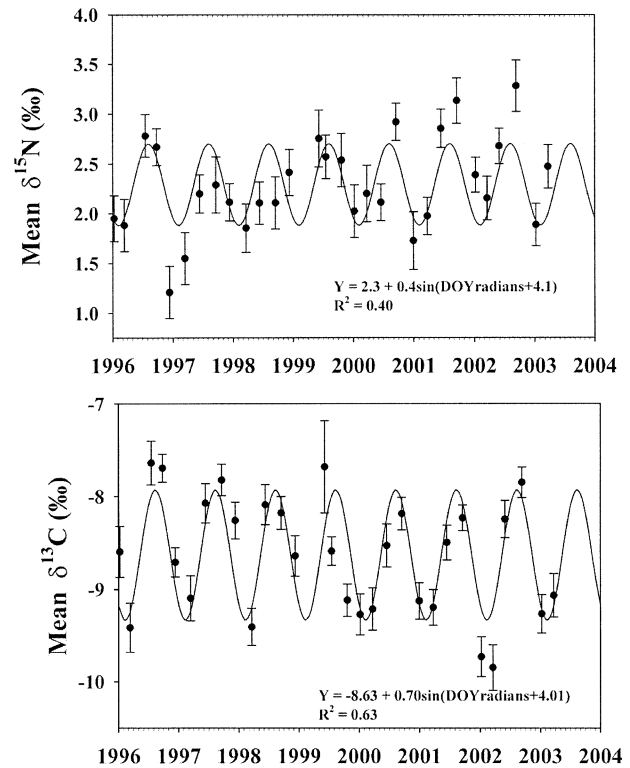 4.0
3.5
3.0
2.5
2.0
1.5
1.0
Mean δ¹⁵N (‰)
Y = 2.3 + 0.4sin(DOYradians+4.1)
R² = 0.40
1996 1997 1998 1999 2000 2001 2002 2003 2004
-7
-8
-9
-10
Mean δ¹³C (‰)
Y = -8.63 + 0.70sin(DOYradians+4.01)
R² = 0.63
1996 1997 1998 1999 2000 2001 2002 2003 2004